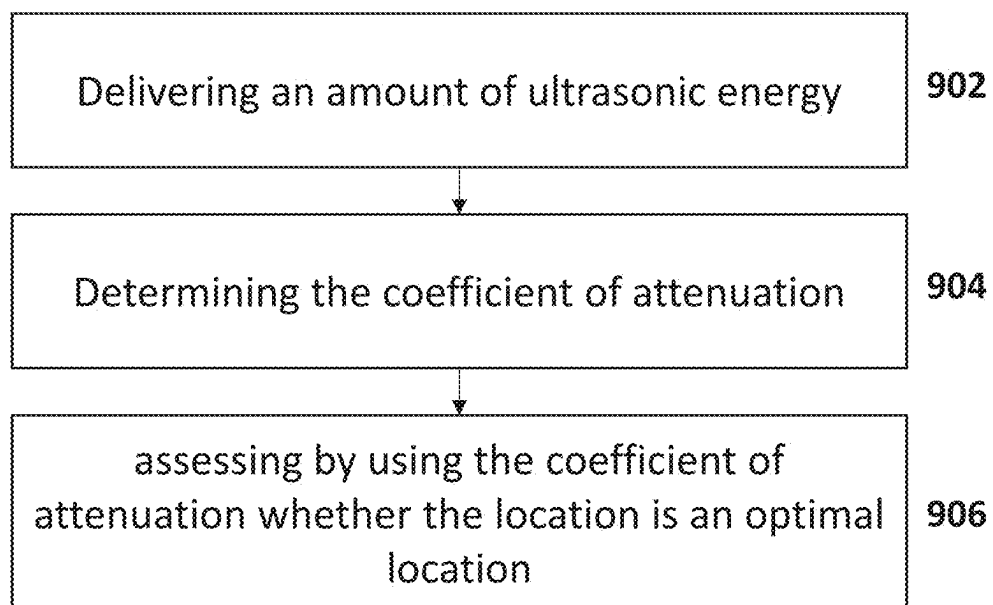 Delivering an amount of ultrasonic energy
902
Determining the coefficient of attenuation
904
assessing by using the coefficient of
attenuation whether the location is an optimal
location
906